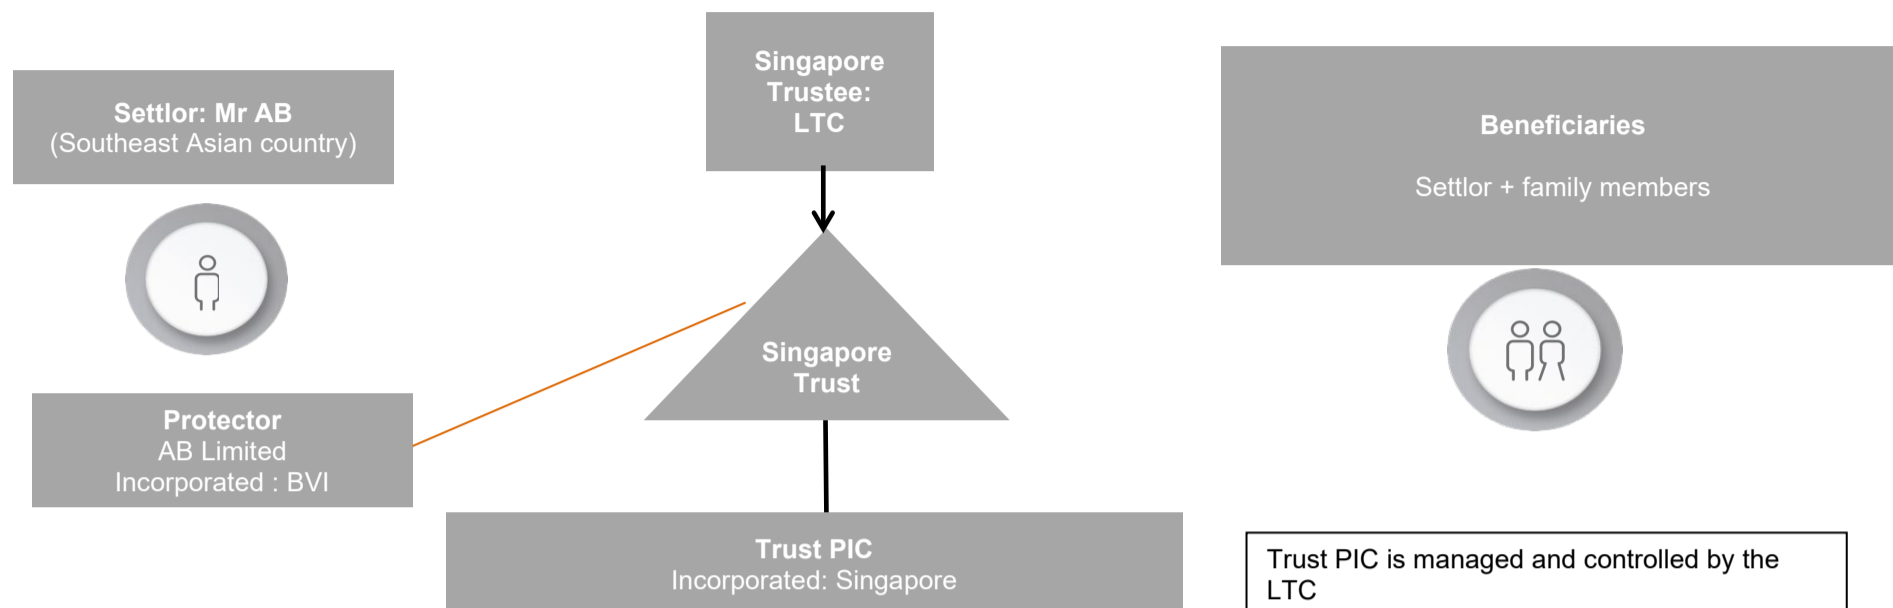 Settlor: Mr AB
(Southeast Asian country)
Singapore
Trustee:
LTC
Beneficiaries
Settlor + family members
Singapore
Trust
Protector
AB Limited
Incorporated : BVI
Trust PIC
Incorporated: Singapore
Trust PIC is managed and controlled by the
LTC